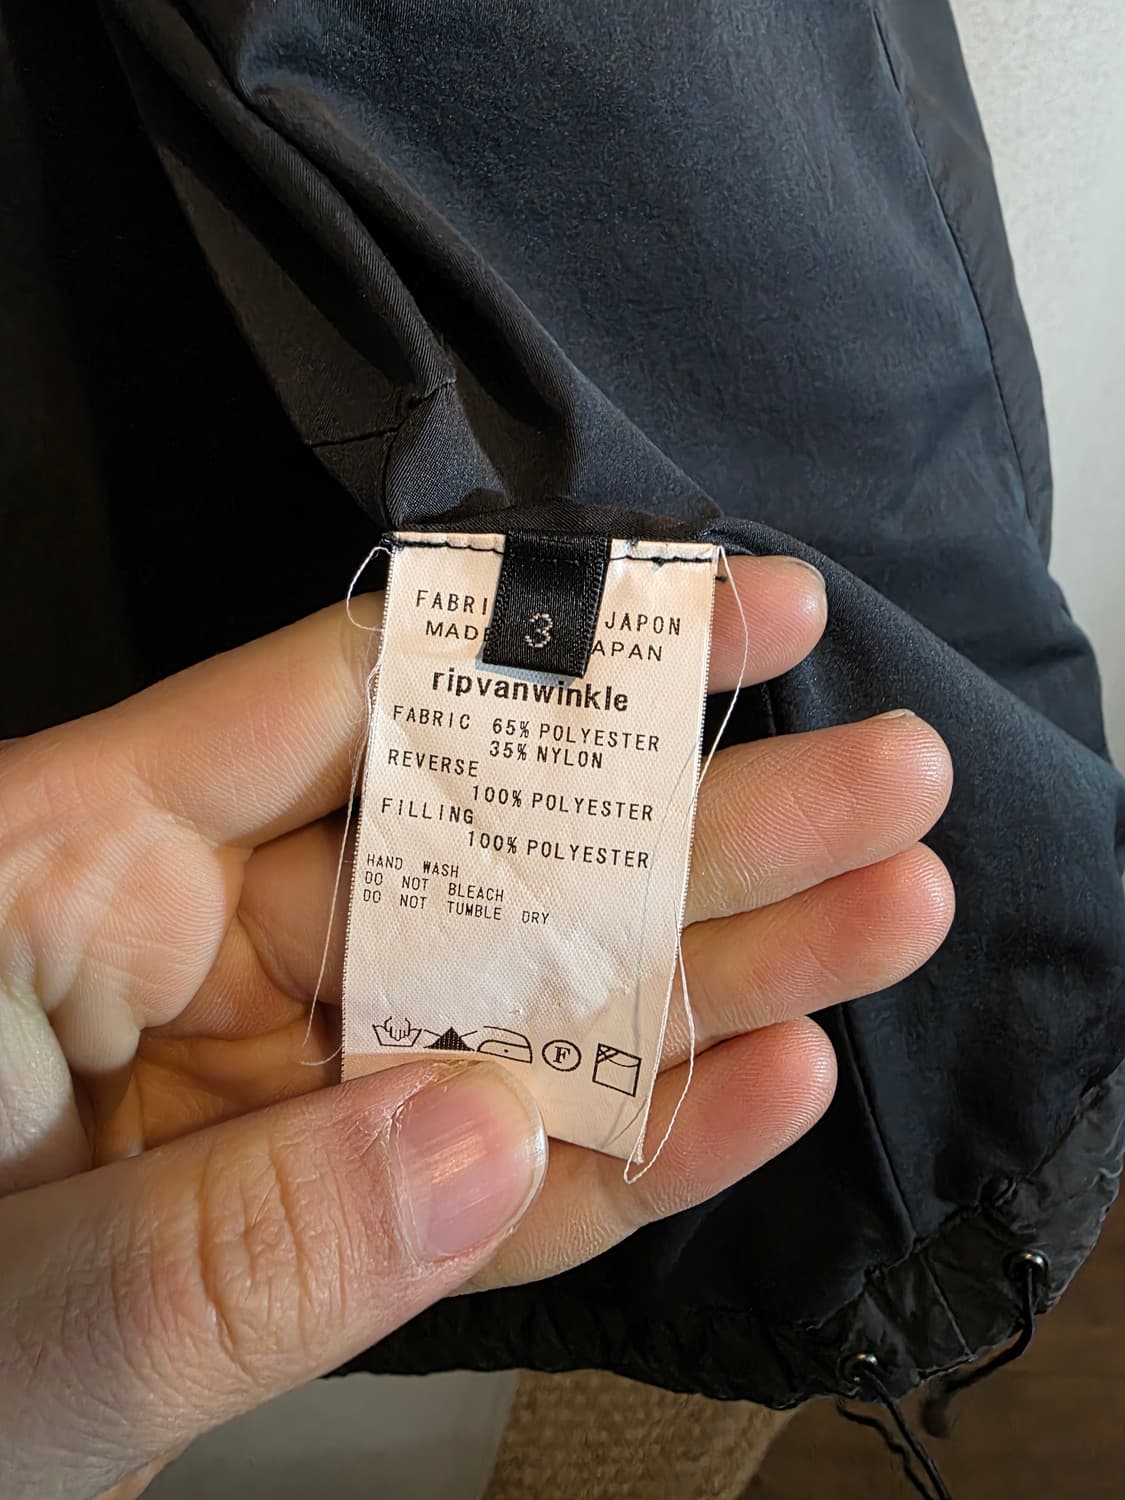 FABRI JAPON
3
MAD APAN
ripvanwinkle
FABRIC 65% POLYESTER
35% NYLON
REVERSE
100% POLYESTER
FILLING
100% POLYESTER
HAND WASH
DO NOT BLEACH
DO NOT TUMBLE DRY
F